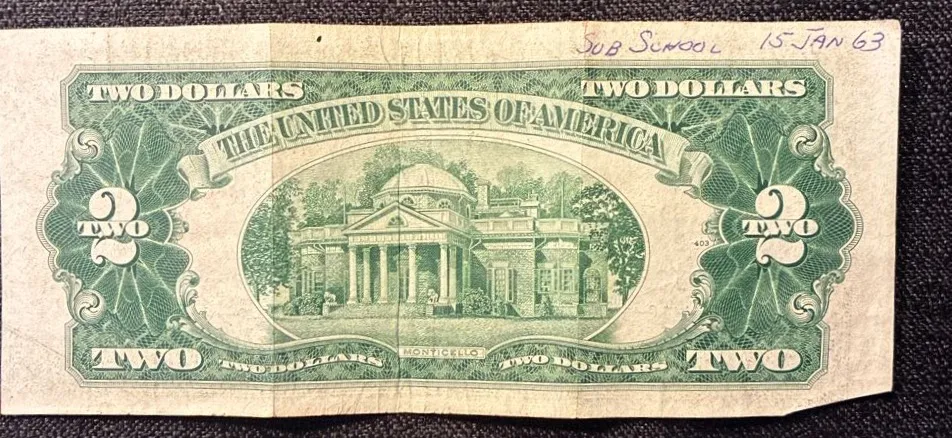 SUB SCHOOL 15 JAN 63
TWO DOLLARS TWO DOLLARS
THE UNITED STATES OF AMERICA
2 2
TWO TWO
403
MONTICELLO
TWO TWO DOLLARS TWO DOLLARS TWO